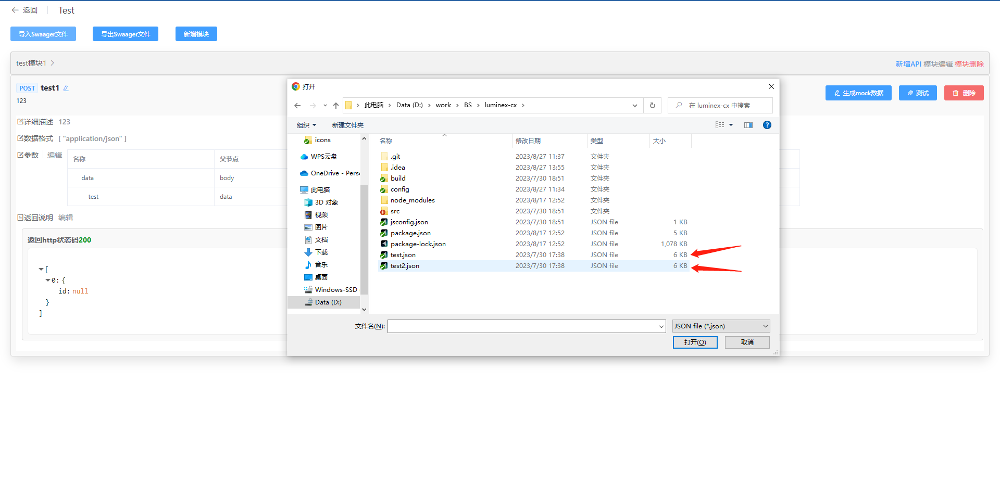 返回 Test
导入Swaager文件 导出Swaager文件 新增模块
test模块1
新增API 模块编辑 模块删除
POST test1
生成mock数据 测试 删除
123
详细描述 123
数据格式 [ "application/json" ]
参数 编辑
名称 父节点
data body
test data
返回说明 编辑
返回http状态码200
[
0: {
id: null
}
]
打开
此电脑 Data (D:) work BS luminex-cx
在 luminex-cx 中搜索
组织 新建文件夹
icons
WPS云盘
OneDrive - Pers
此电脑
3D 对象
视频
图片
文档
下载
音乐
桌面
Windows-SSD
Data (D:)
名称 修改日期 类型 大小
.git 2023/8/27 11:37 文件夹
.idea 2023/8/27 13:55 文件夹
build 2023/7/30 18:51 文件夹
config 2023/8/27 11:34 文件夹
node_modules 2023/8/17 12:52 文件夹
src 2023/7/30 18:51 文件夹
jsconfig.json 2023/7/30 18:51 JSON file 1 KB
package.json 2023/8/17 12:52 JSON file 5 KB
package-lock.json 2023/8/17 12:52 JSON file 1,078 KB
test.json 2023/7/30 17:38 JSON file 6 KB
test2.json 2023/7/30 17:38 JSON file 6 KB
文件名(N): JSON file (*.json)
打开(O) 取消